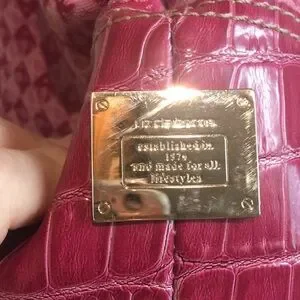 established in
1976
and made for all
lifestyles